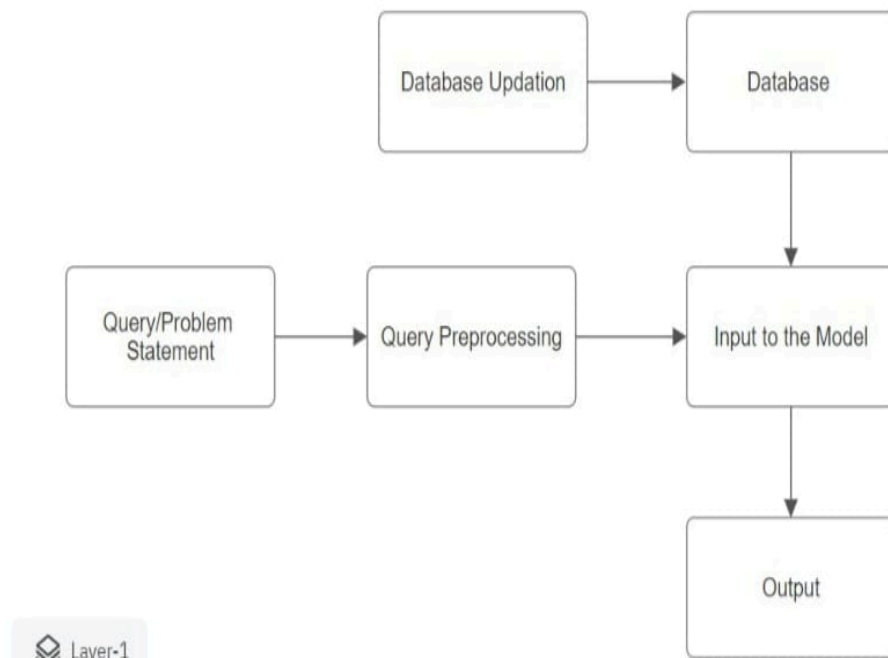 Database Updation
Database
Query/Problem
Statement
Query Preprocessing
Input to the Model
Output
Layer-1